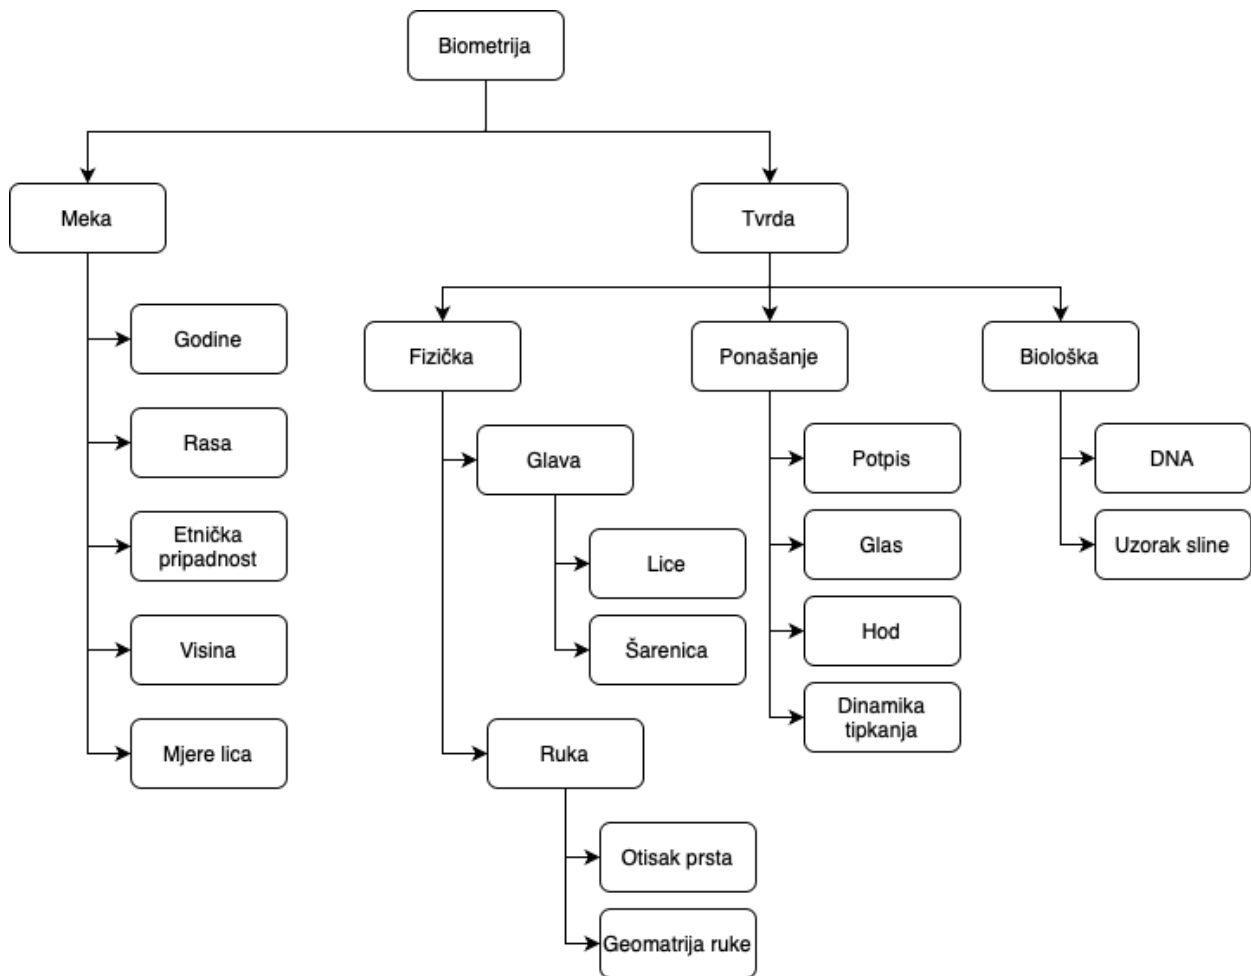 Biometrija
Meka
Tvrda
Godine
Rasa
Etnička
pripadnost
Visina
Mjere lica
Fizička
Glava
Lice
Šarenica
Ruka
Otisak prsta
Geomatrija ruke
Ponašanje
Potpis
Glas
Hod
Dinamika
tipkanja
Biološka
DNA
Uzorak sline